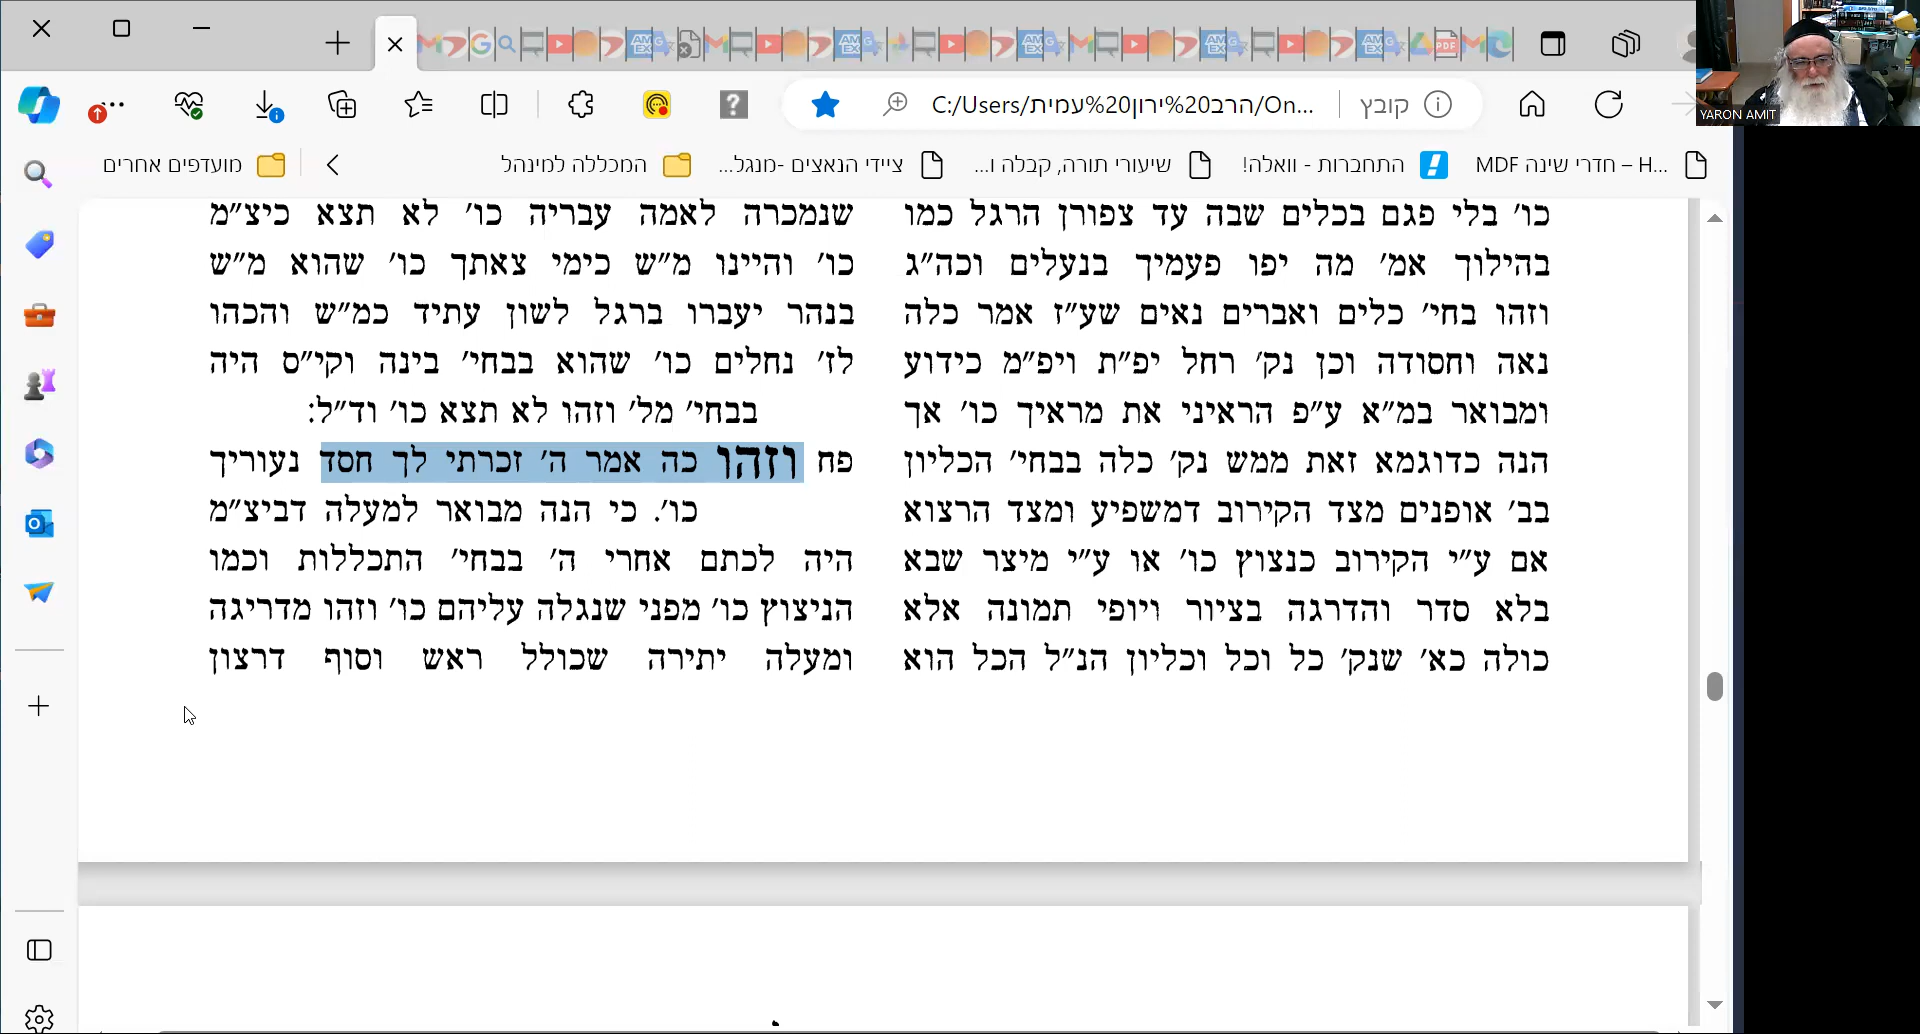 C:/Users/הרב%20ירון%20עמית/On...
קובץ
YARON AMIT
MDF חדרי שינה – H...
התחברות - וואלה!
שיעורי תורה, קבלה ו...
ציידי הנאצים -מנגל...
המכללה למינהל
מועדפים אחרים
כו׳ בלי פגם בכלים שבה עד צפורן הרגל כמו
בהילוך אמ׳ מה יפו פעמיך בנעלים וכה״ג
וזהו בחי׳ כלים ואברים נאים שע״ז אמר כלה
נאה וחסודה וכן נק׳ רחל יפ״ת ויפ״מ כידוע
ומבואר במ״א ע״פ הראיני את מראיך כו׳ אך
הנה כדוגמא זאת ממש נק׳ כלה בבחי׳ הכליון
בב׳ אופנים מצד הקירוב דמשפיע ומצד הרצוא
אם ע״י הקירוב כנצוץ כו׳ או ע״י מיצר שבא
בלא סדר והדרגה בציור ויופי תמונה אלא
כולה כא׳ שנק׳ כל וכל וכליון הנ״ל הכל הוא
שנמכרה לאמה עבריה כו׳ לא תצא כיצ״מ
כו׳ והיינו מ״ש כימי צאתך כו׳ שהוא מ״ש
בנהר יעברו ברגל לשון עתיד כמ״ש והכהו
לז׳ נחלים כו׳ שהוא בבחי׳ בינה וקי״ס היה
בבחי׳ מל׳ וזהו לא תצא כו׳ וד״ל:
פח וזהו כה אמר ה׳ זכרתי לך חסד נעוריך
כו׳. כי הנה מבואר למעלה דביצ״מ
היה לכתם אחרי ה׳ בבחי׳ התכללות וכמו
הניצוץ כו׳ מפני שנגלה עליהם כו׳ וזהו מדריגה
ומעלה יתירה שכולל ראש וסוף דרצון